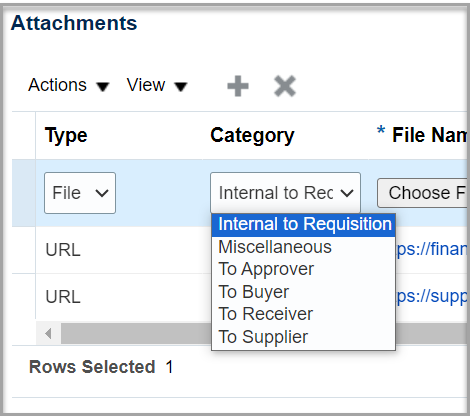 Attachments
Actions View
Type Category * File Nam
File Internal to Rec Choose F
Internal to Requisition
Miscellaneous
URL ps://finan
To Approver
To Buyer
URL ps://supp
To Receiver
To Supplier
Rows Selected 1